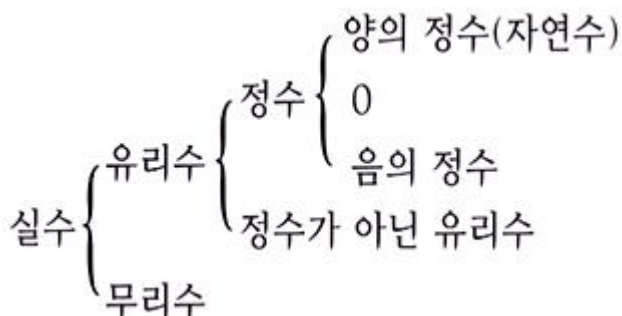 양의 정수(자연수)
정수
0
유리수
음의 정수
실수
정수가 아닌 유리수
무리수